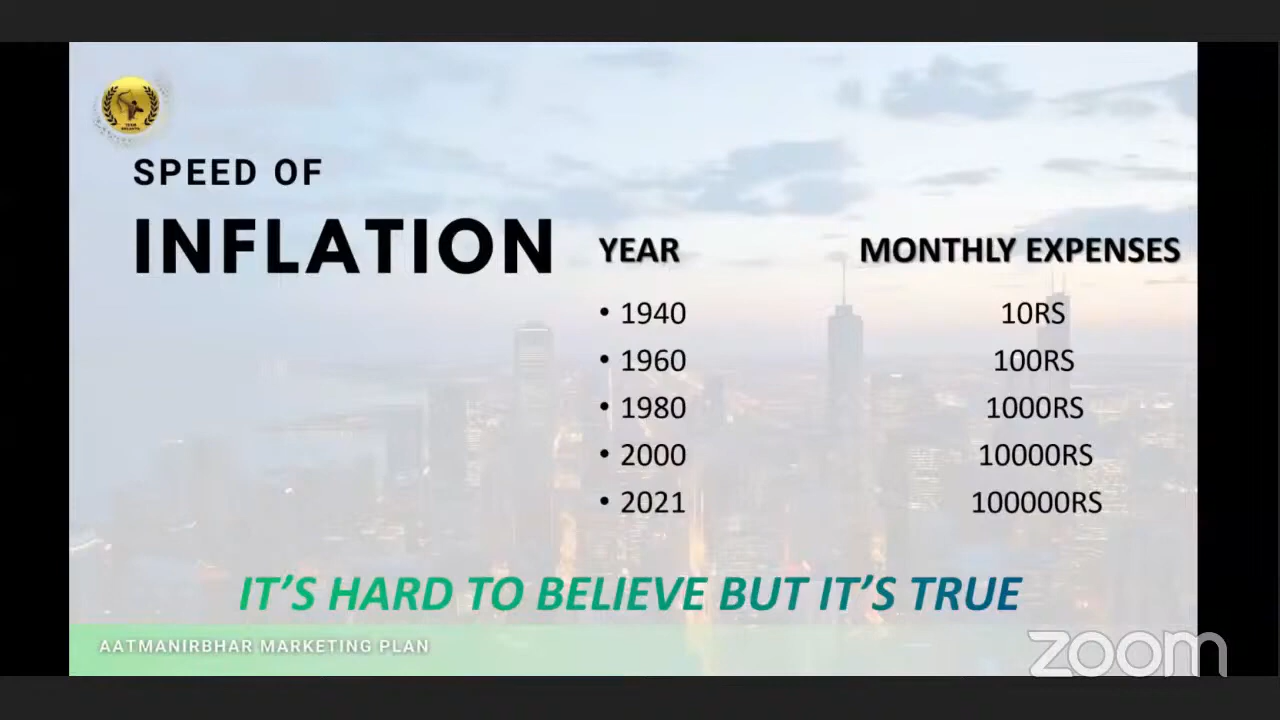 SPEED OF
INFLATION
YEAR MONTHLY EXPENSES
• 1940 10RS
• 1960 100RS
• 1980 1000RS
• 2000 10000RS
• 2021 100000RS
IT'S HARD TO BELIEVE BUT IT'S TRUE
AATMANIRBHAR MARKETING PLAN
zoom